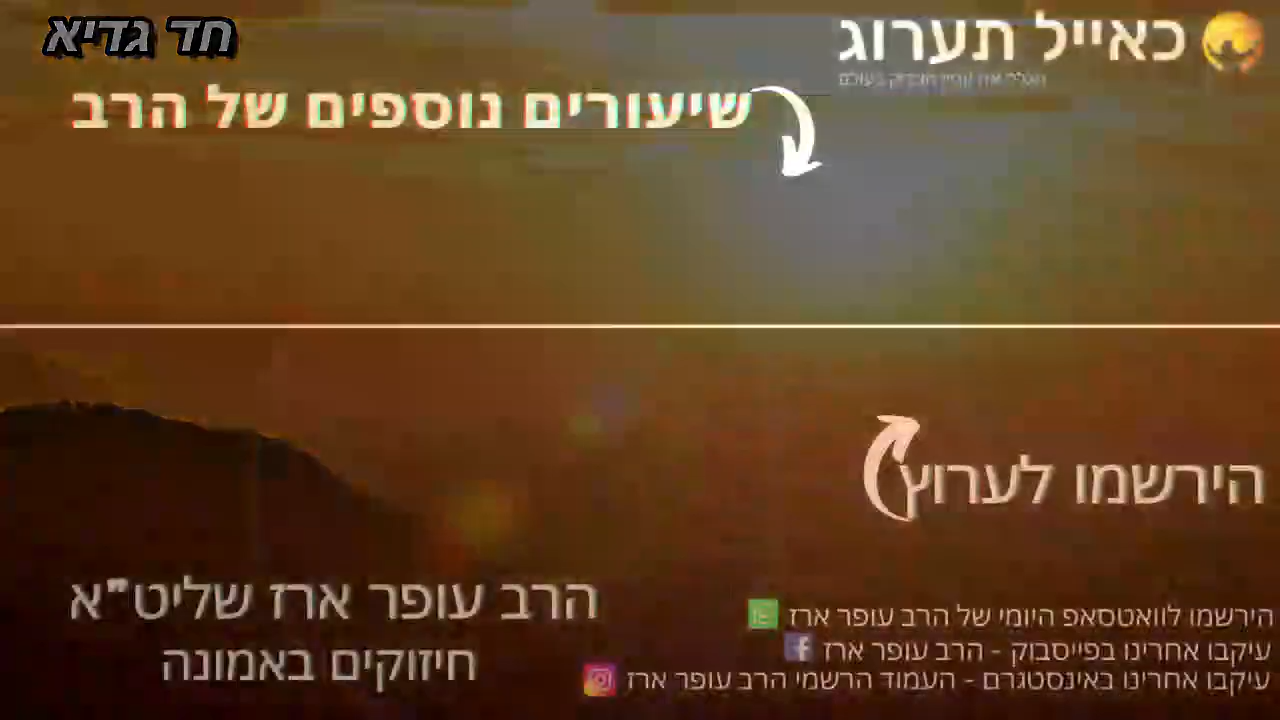 כאייל תערוג
חד גדיא
שיעורים נוספים של הרב
הירשמו לערוץ
הרב עופר ארז שליט"א
חיזוקים באמונה
הירשמו לוואטסאפ היומי של הרב עופר ארז
עיקבו אחרינו בפייסבוק - הרב עופר ארז
עיקבו אחרינו באינסטגרם - העמוד הרשמי הרב עופר ארז